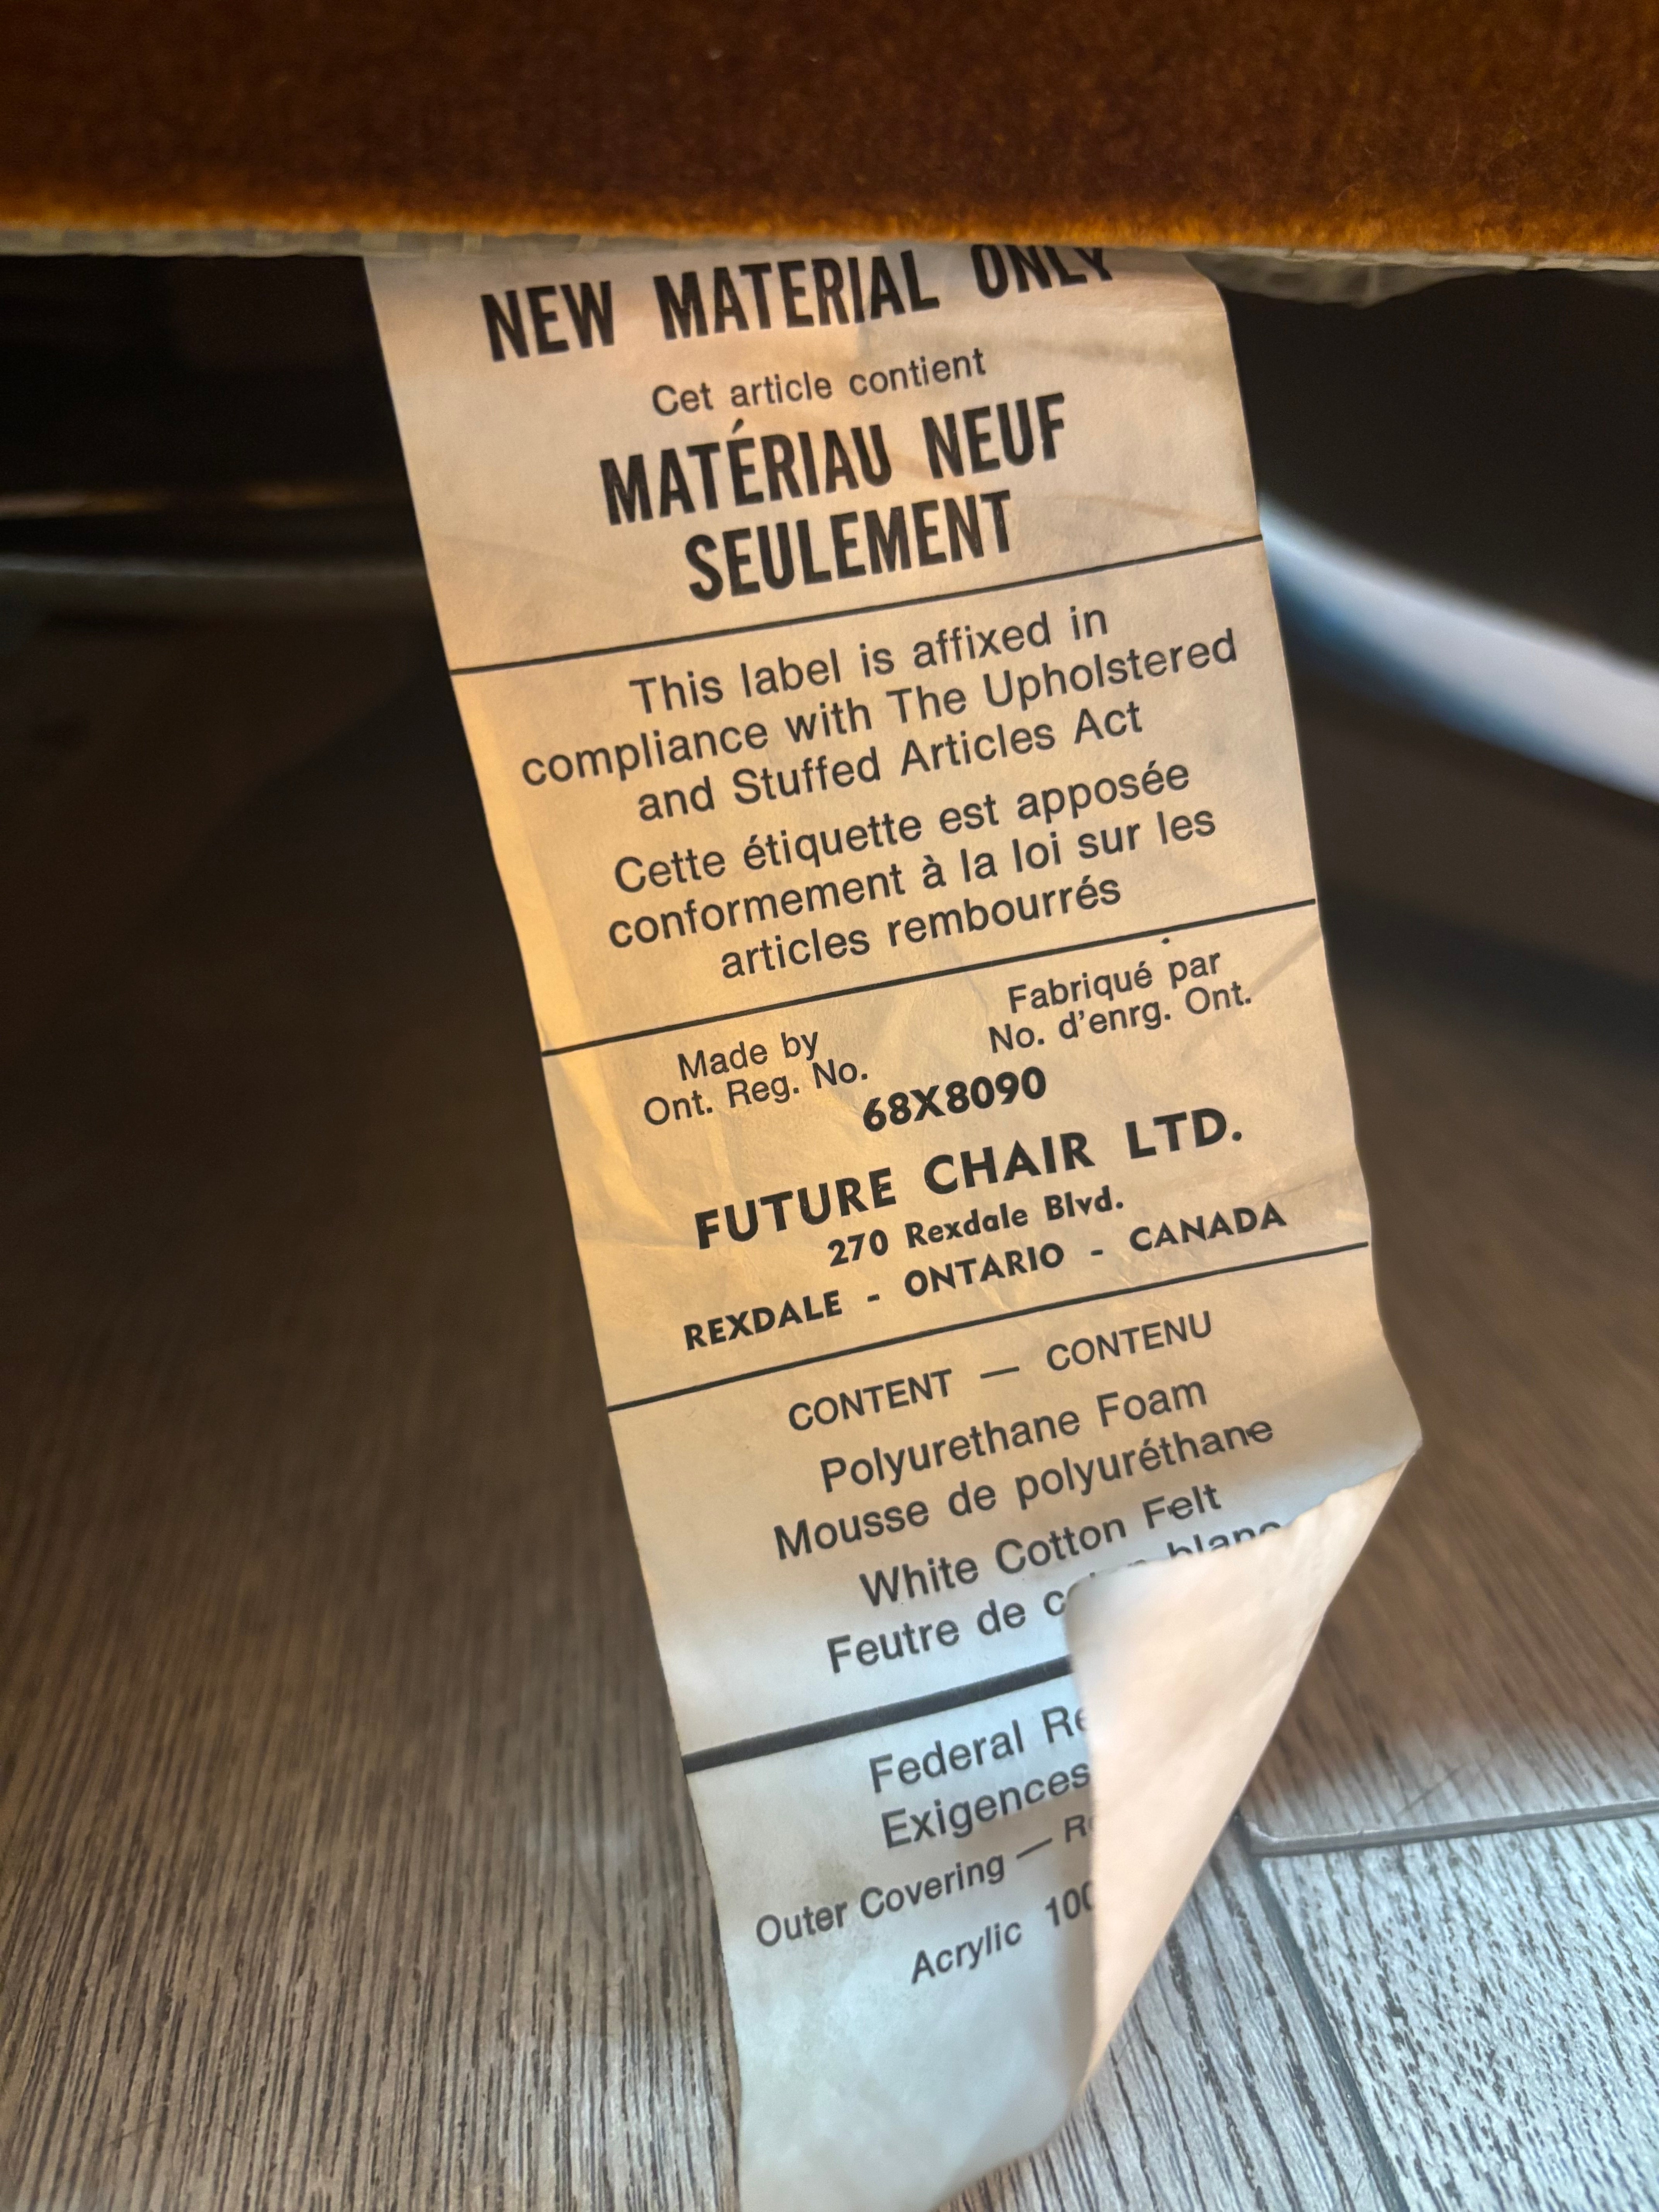 NEW MATERIAL ONLY
Cet article contient
MATÉRIAU NEUF
SEULEMENT
This label is affixed in
compliance with The Upholstered
and Stuffed Articles Act
Cette étiquette est apposée
conformement à la loi sur les
articles rembourrés
Made by
Ont. Reg. No.
Fabriqué par
No. d'enrg. Ont.
68X8090
FUTURE CHAIR LTD.
270 Rexdale Blvd.
REXDALE - ONTARIO - CANADA
CONTENT — CONTENU
Polyurethane Foam
Mousse de polyuréthane
White Cotton Felt
Feutre de blanc
Federal
Exigences
Outer Covering —
Acrylic